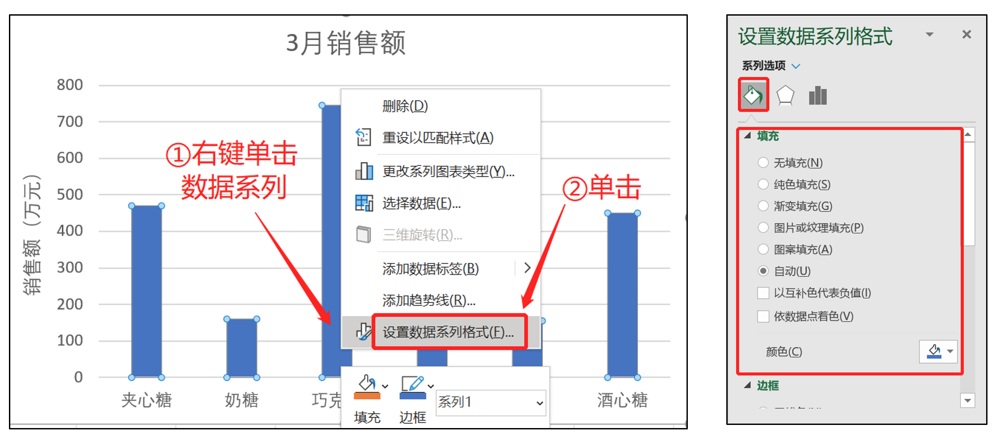 3月销售额
销售额（万元）
800
700
600
500
400
300
200
100
0
夹心糖
奶糖
巧克
酒心糖
①右键单击
数据系列
②单击
删除(D)
重设以匹配样式(A)
更改系列图表类型(Y)...
选择数据(E)...
三维旋转(R)...
添加数据标签(B)
添加趋势线(R)...
设置数据系列格式(F)...
填充
边框
系列1
设置数据系列格式
系列选项
填充
无填充(N)
纯色填充(S)
渐变填充(G)
图片或纹理填充(P)
图案填充(A)
自动(U)
以互补色代表负值(I)
依数据点着色(V)
颜色(C)
边框